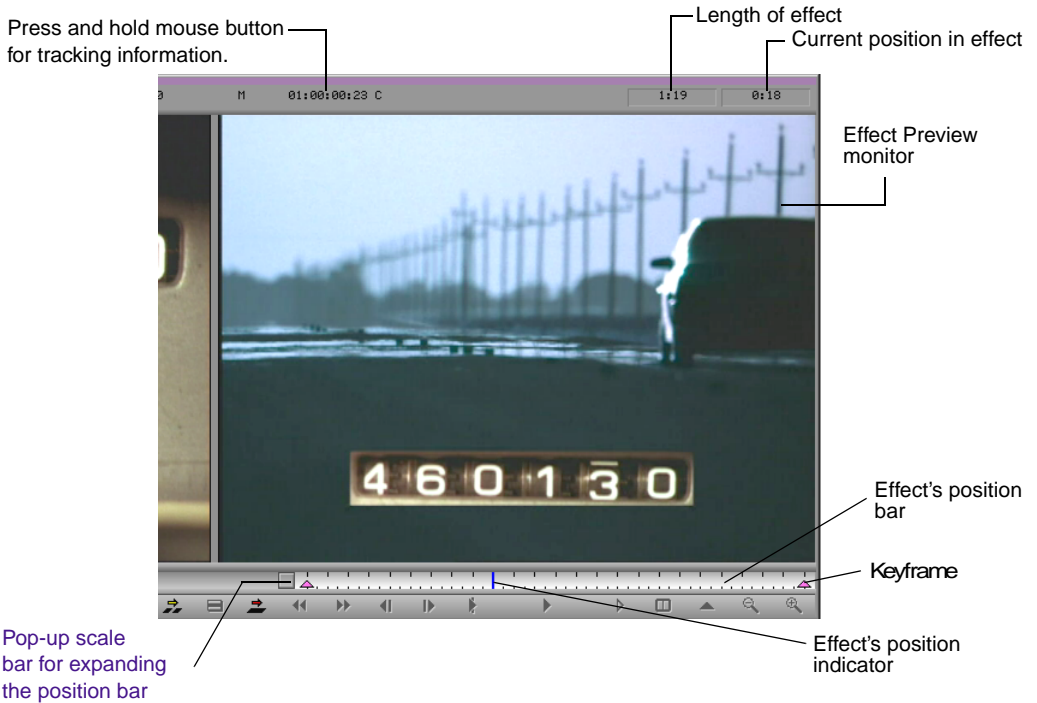 Press and hold mouse button
for tracking information.
Length of effect
Current position in effect
M 01:00:00:23 C 1:19 0:18
Effect Preview
monitor
460130
Effect's position
bar
Keyframe
Pop-up scale
bar for expanding
the position bar
Effect's position
indicator